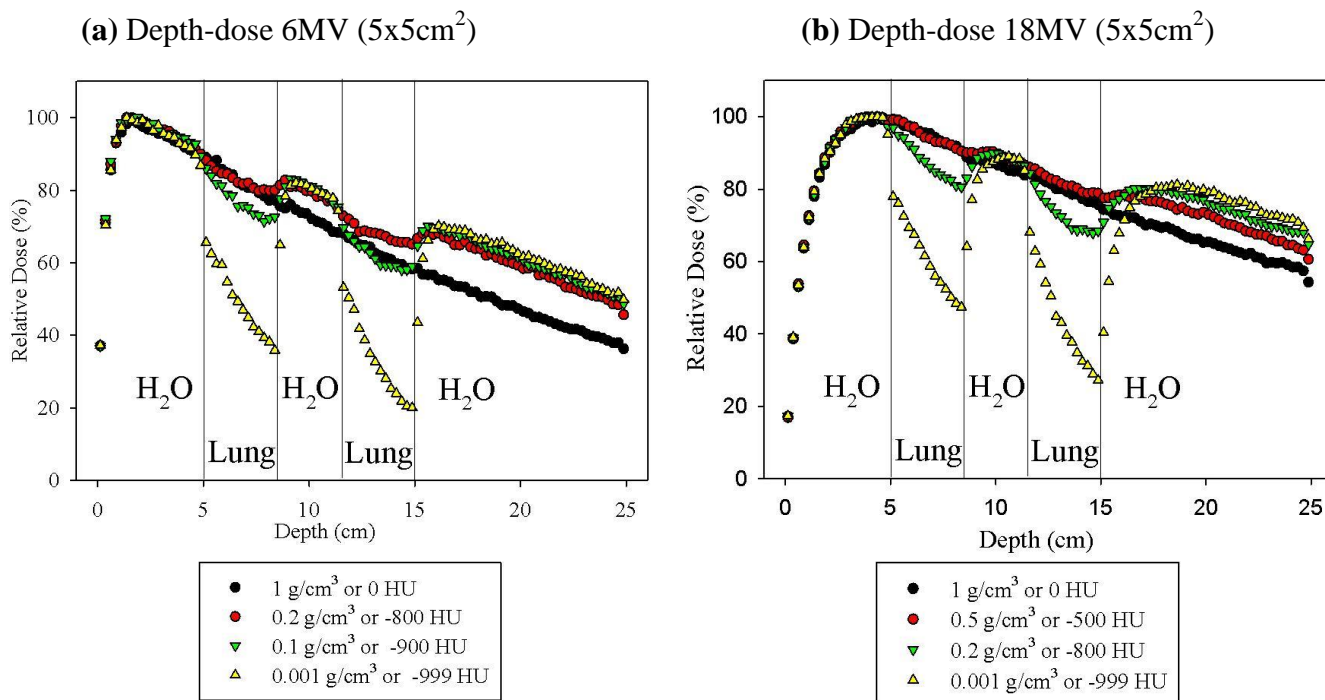 (a) Depth-dose 6MV (5x5cm²)
Relative Dose (%)
100
80
60
40
20
0
H₂O
Lung
H₂O
Lung
H₂O
0 5 10 15 20 25
Depth (cm)
1 g/cm³ or 0 HU
0.2 g/cm³ or -800 HU
0.1 g/cm³ or -900 HU
0.001 g/cm³ or -999 HU
(b) Depth-dose 18MV (5x5cm²)
Relative Dose (%)
100
80
60
40
20
0
H₂O
Lung
H₂O
Lung
H₂O
0 5 10 15 20 25
Depth (cm)
1 g/cm³ or 0 HU
0.5 g/cm³ or -500 HU
0.2 g/cm³ or -800 HU
0.001 g/cm³ or -999 HU